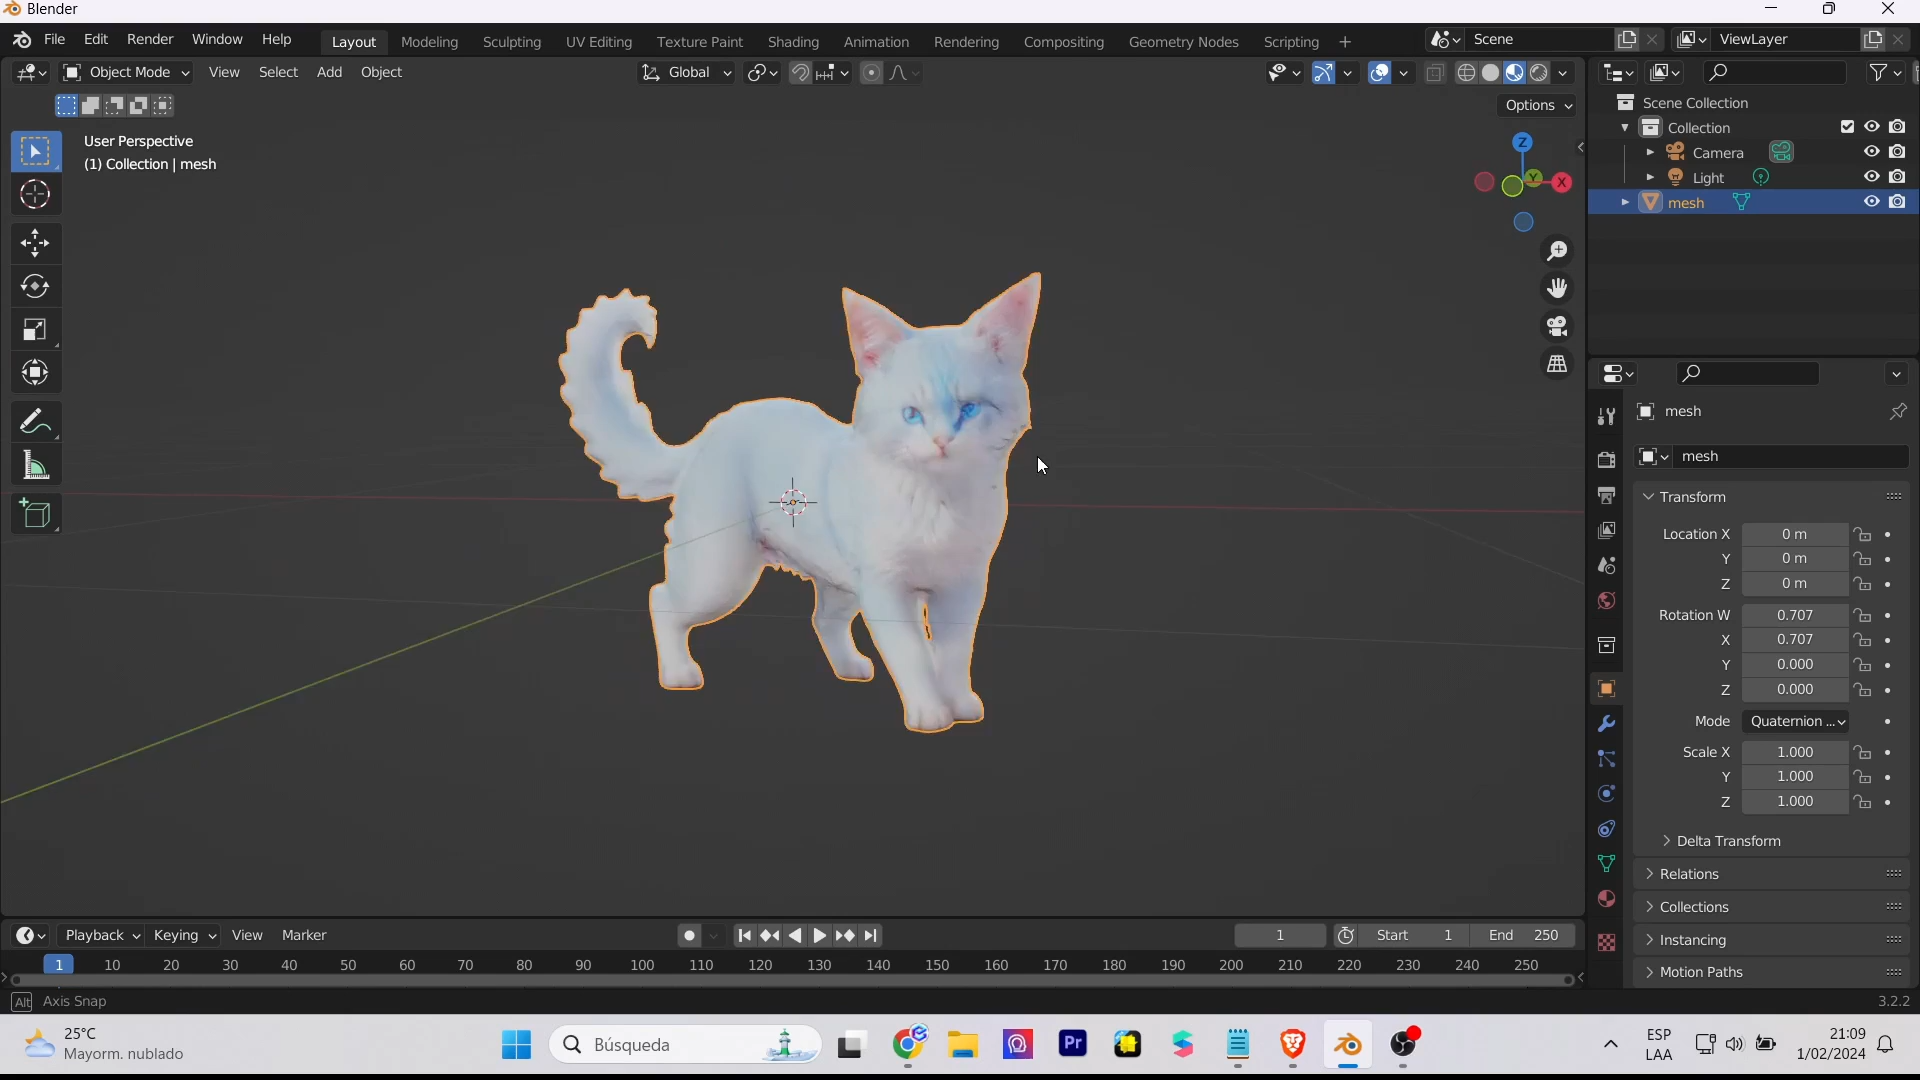 Blender
File Edit Render Window Help Layout Modeling Sculpting UV Editing Texture Paint Shading Animation Rendering Compositing Geometry Nodes Scripting + Scene ViewLayer
Object Mode View Select Add Object Global
Options
User Perspective
(1) Collection | mesh
Z
Y
X
Scene Collection
Collection
Camera
Light
mesh
mesh
mesh
Transform
Location X 0 m
Y 0 m
Z 0 m
Rotation W 0.707
X 0.707
Y 0.000
Z 0.000
Mode Quaternion ...
Scale X 1.000
Y 1.000
Z 1.000
Delta Transform
Relations
Collections
Instancing
Motion Paths
Playback Keying View Marker 1 Start 1 End 250
1 10 20 30 40 50 60 70 80 90 100 110 120 130 140 150 160 170 180 190 200 210 220 230 240 250
Alt Axis Snap 3.2.2
25°C
Mayorm. nublado
Búsqueda
Pr
ESP
LAA
21:09
1/02/2024